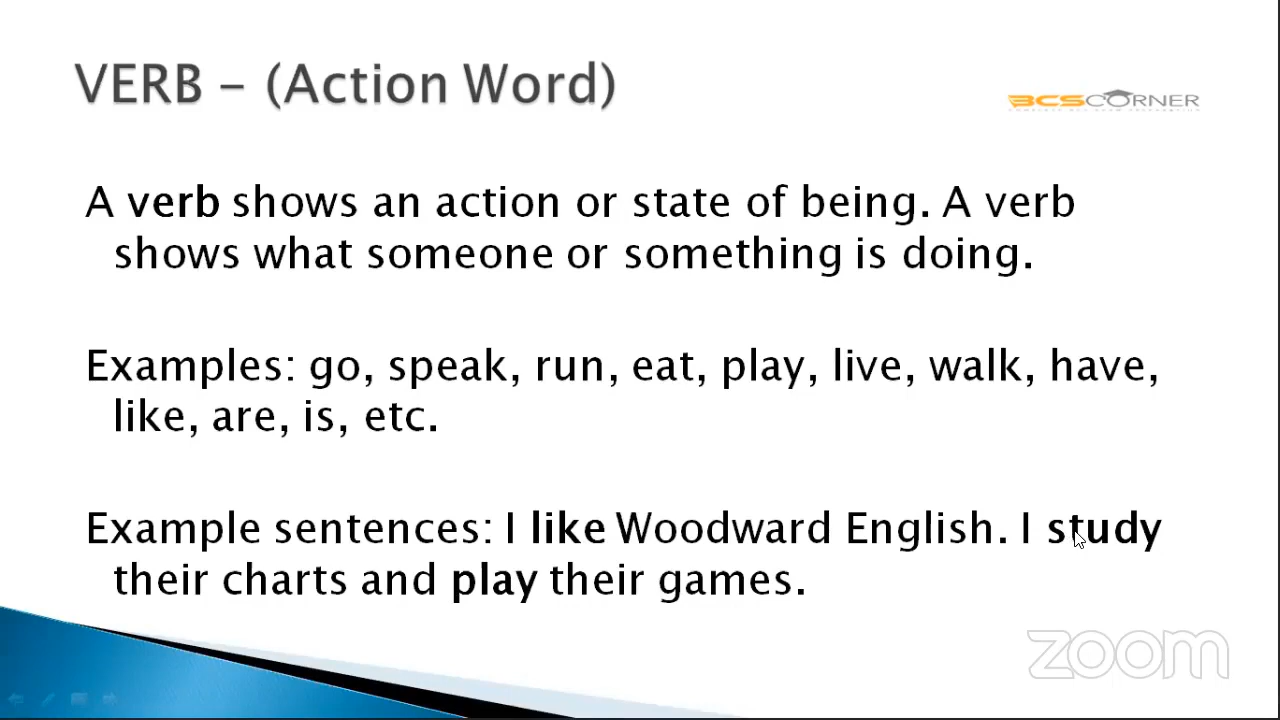 VERB – (Action Word)
BCSCORNER
A verb shows an action or state of being. A verb
shows what someone or something is doing.
Examples: go, speak, run, eat, play, live, walk, have,
like, are, is, etc.
Example sentences: I like Woodward English. I study
their charts and play their games.
zoom